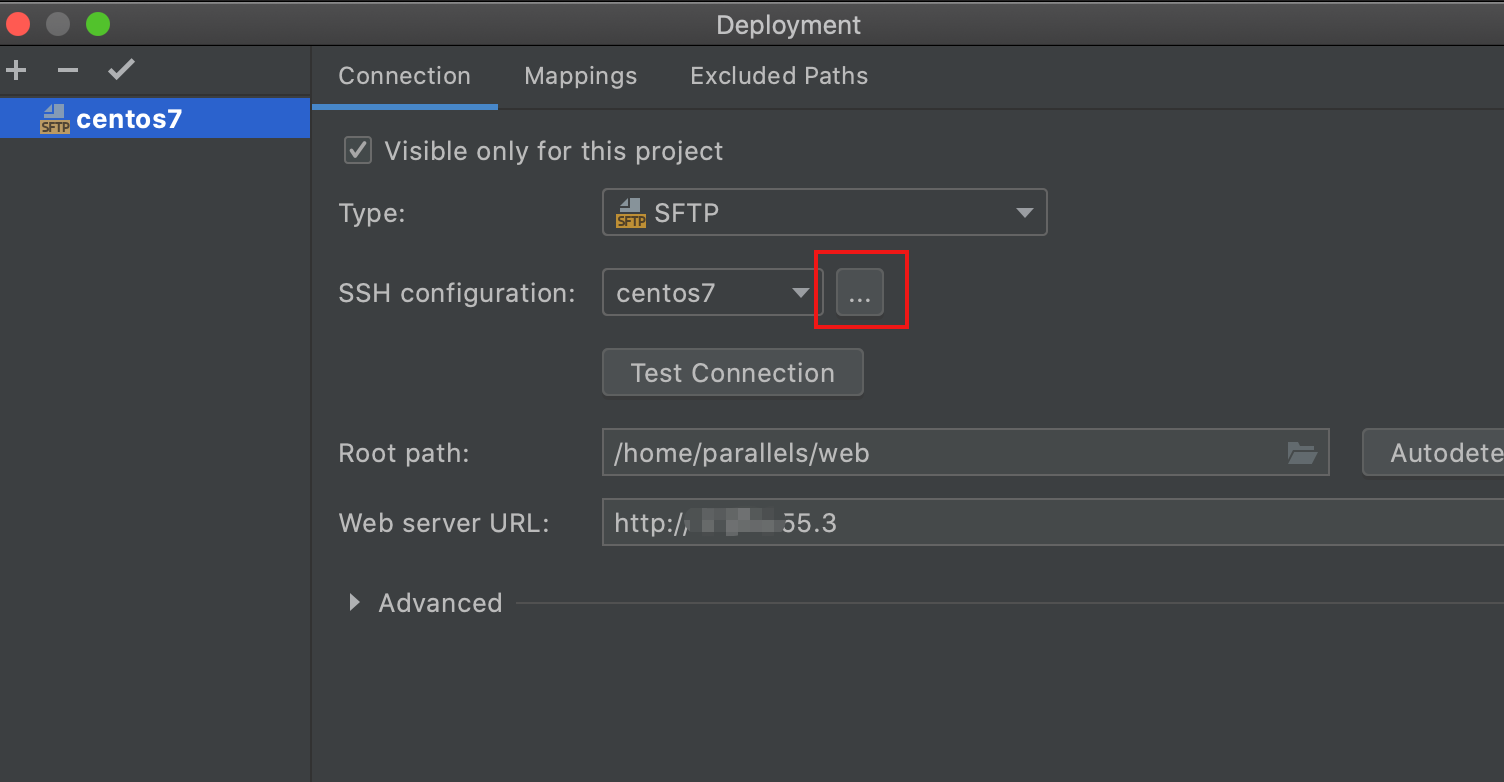 Deployment
Connection Mappings Excluded Paths
SFTP centos7
Visible only for this project
Type: SFTP SFTP
SSH configuration: centos7 ...
Test Connection
Root path: /home/parallels/web Autodete
Web server URL: http:/ 55.3
Advanced